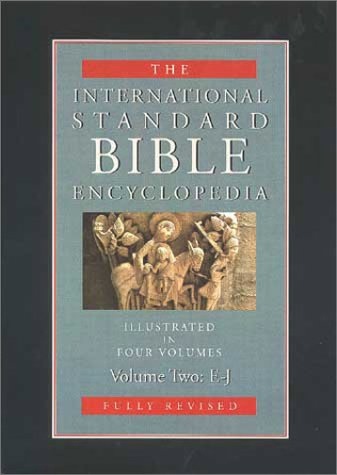 THE
INTERNATIONAL
STANDARD
BIBLE
ENCYCLOPEDIA
ILLUSTRATED
IN
FOUR VOLUMES
Volume Two: E-J
FULLY REVISED